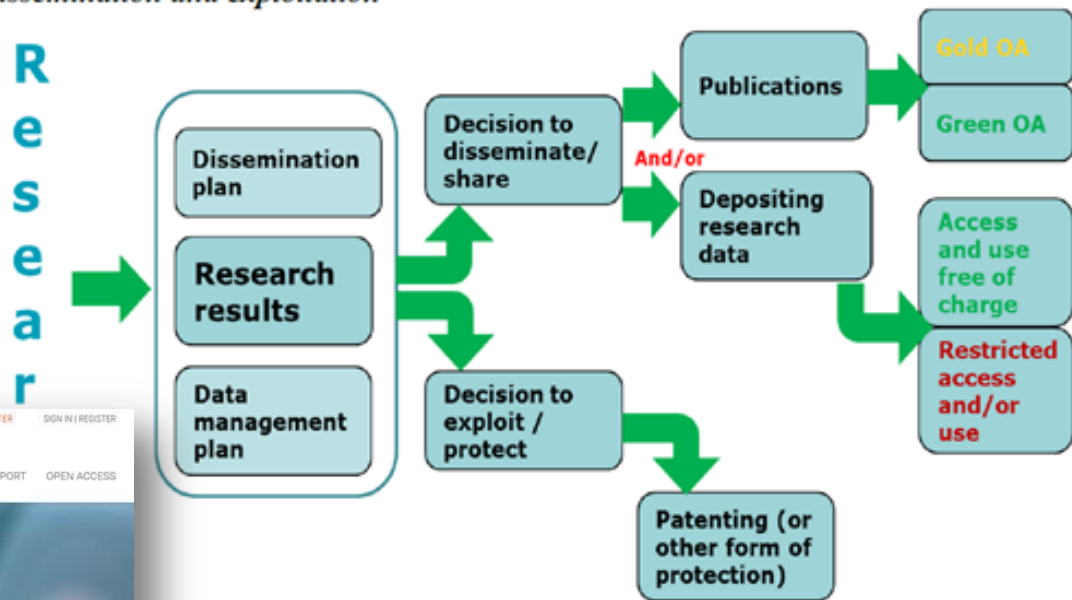 R
e
s
e
a
r
Dissemination
plan
Research
results
Data
management
plan
Decision to
disseminate/
share
And/or
Decision to
exploit /
protect
Publications
Depositing
research
data
Patenting (or
other form of
protection)
Gold OA
Green OA
Access
and use
free of
charge
Restricted
access
and/or
use
SIGN IN | REGISTER
OPEN ACCESS